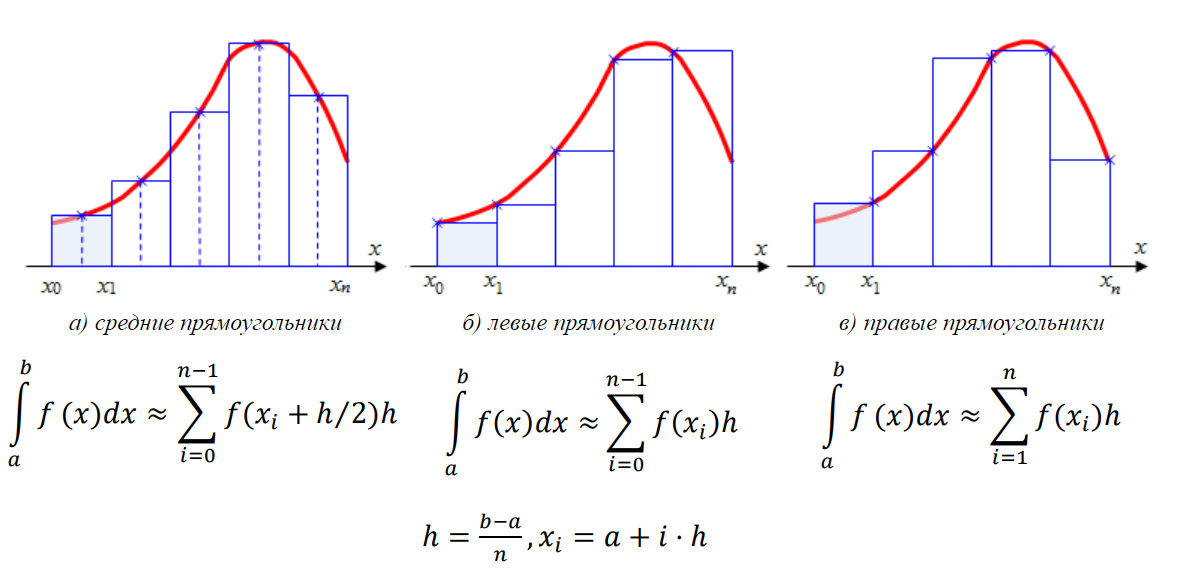 x x x
x₀ x₁ xₙ x₀ x₁ xₙ x₀ x₁ xₙ
а) средние прямоугольники б) левые прямоугольники в) правые прямоугольники
∫ₐᵇ f (x)dx ≈ ∑ᵢ₌₀ⁿ⁻¹ f(xᵢ + h/2)h
∫ₐᵇ f(x)dx ≈ ∑ᵢ₌₀ⁿ⁻¹ f(xᵢ)h
∫ₐᵇ f (x)dx ≈ ∑ᵢ₌₁ⁿ f(xᵢ)h
h = (b−a)/n , xᵢ = a + i · h